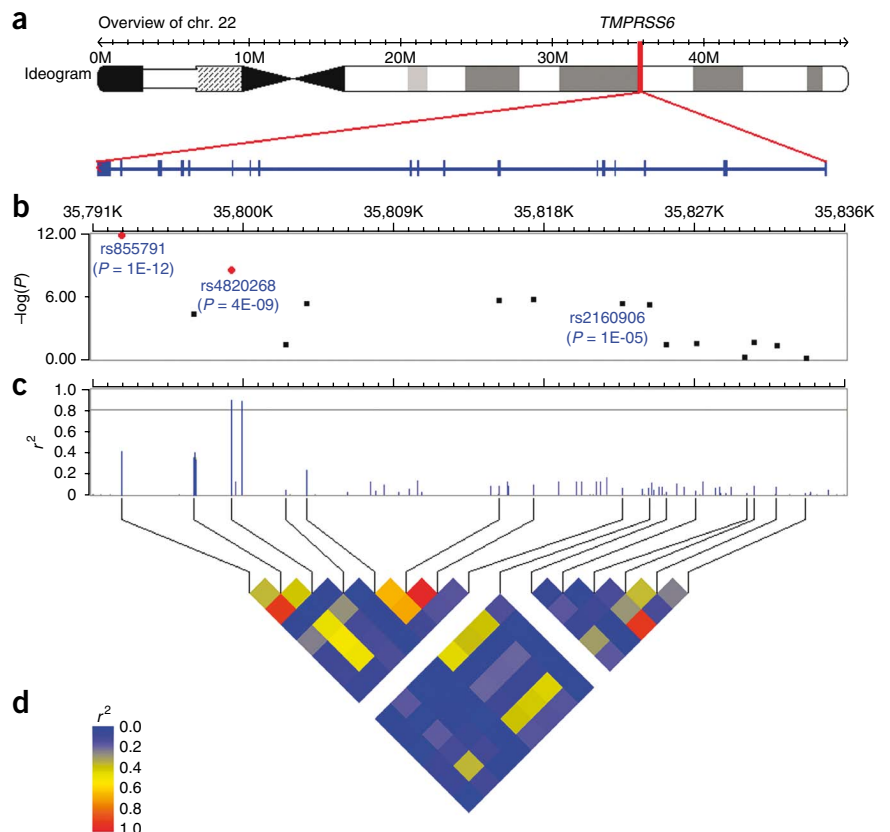 a
Overview of chr. 22
TMPRSS6
0M 10M 20M 30M 40M
Ideogram
b
35,791K 35,800K 35,809K 35,818K 35,827K 35,836K
12.00
6.00
0.00
–log(P)
rs855791
(P = 1E-12)
rs4820268
(P = 4E-09)
rs2160906
(P = 1E-05)
c
1.0
0.8
0.6
0.4
0.2
0
r2
d
r2
0.0
0.2
0.4
0.6
0.8
1.0